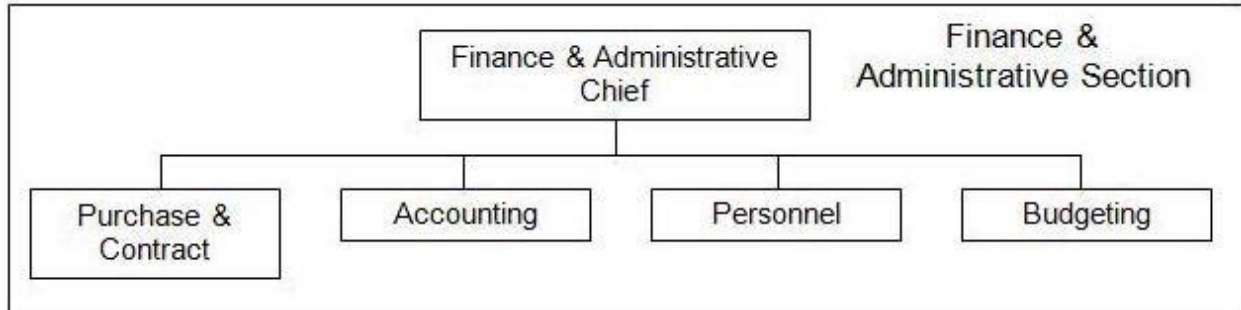 Finance &
Administrative Section
Finance & Administrative
Chief
Purchase &
Contract
Accounting
Personnel
Budgeting